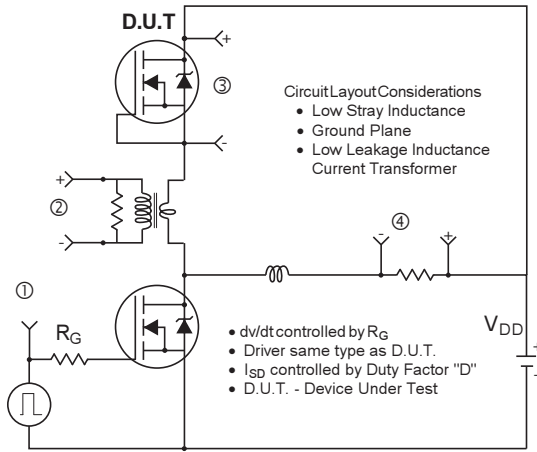 D.U.T
+
③
-
Circuit Layout Considerations
• Low Stray Inductance
• Ground Plane
• Low Leakage Inductance
Current Transformer
+
②
-
④
-
+
①
RG
VDD
+
-
• dv/dt controlled by RG
• Driver same type as D.U.T.
• ISD controlled by Duty Factor "D"
• D.U.T. - Device Under Test